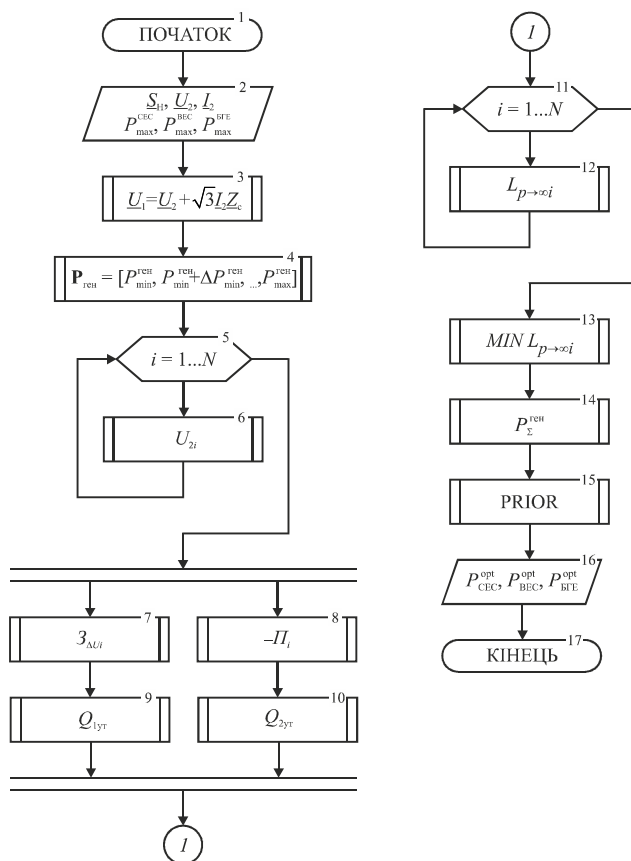 1
ПОЧАТОК
2
S_Н, U_2, I_2
P_max^СЕС, P_max^ВЕС, P_max^БГЕ
3
U_1=U_2+√3I_2Z_c
4
P_ген = [P_min^ген, P_min^ген+ΔP_min^ген, ...,P_max^ген]
5
i = 1...N
6
U_2i
7
З_ΔUi
8
–П_i
9
Q_1ут
10
Q_2ут
1
1
11
i = 1...N
12
L_p→∞i
13
MIN L_p→∞i
14
P_Σ^ген
15
PRIOR
16
P_СЕС^opt, P_ВЕС^opt, P_БГЕ^opt
17
КІНЕЦЬ